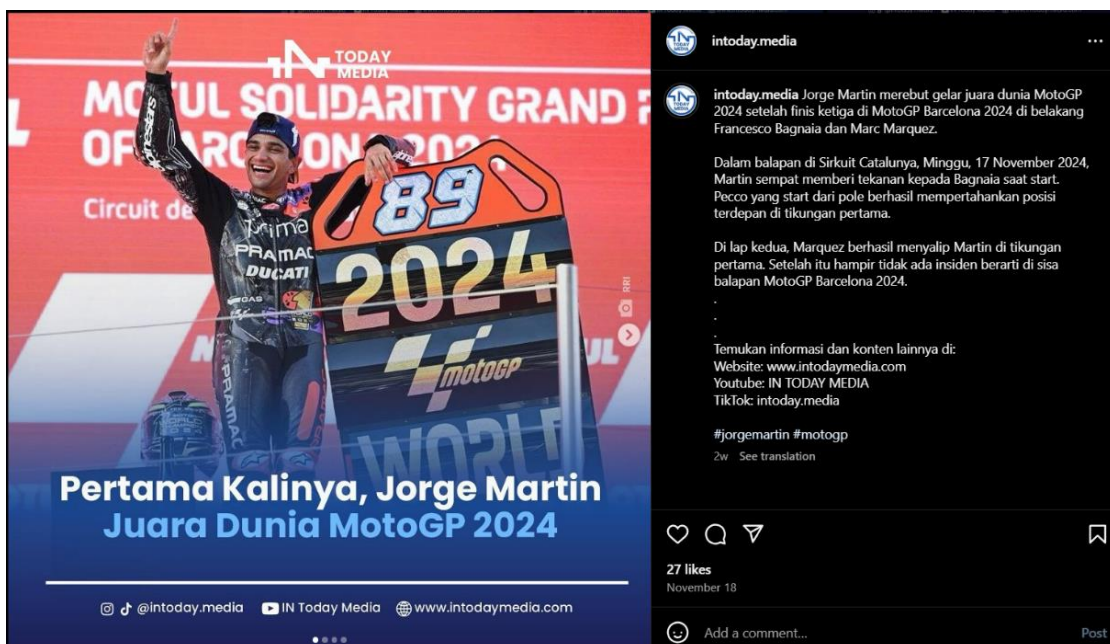 TODAY
MEDIA
MOTUL SOLIDARITY GRAND
OF BARCELONA 2024
Circuit de
89
2024
motoGP
WORLD
SUPERSOCO
prima
PRAMAC
DUCATI
GAS
PRAMAC
RRI
Pertama Kalinya, Jorge Martin
Juara Dunia MotoGP 2024
@intoday.media IN Today Media www.intodaymedia.com
intoday.media
intoday.media Jorge Martin merebut gelar juara dunia MotoGP
2024 setelah finis ketiga di MotoGP Barcelona 2024 di belakang
Francesco Bagnaia dan Marc Marquez.
Dalam balapan di Sirkuit Catalunya, Minggu, 17 November 2024,
Martin sempat memberi tekanan kepada Bagnaia saat start.
Pecco yang start dari pole berhasil mempertahankan posisi
terdepan di tikungan pertama.
Di lap kedua, Marquez berhasil menyalip Martin di tikungan
pertama. Setelah itu hampir tidak ada insiden berarti di sisa
balapan MotoGP Barcelona 2024.
.
.
.
Temukan informasi dan konten lainnya di:
Website: www.intodaymedia.com
Youtube: IN TODAY MEDIA
TikTok: intoday.media
#jorgemartin #motogp
2w See translation
27 likes
November 18
Add a comment...
Post